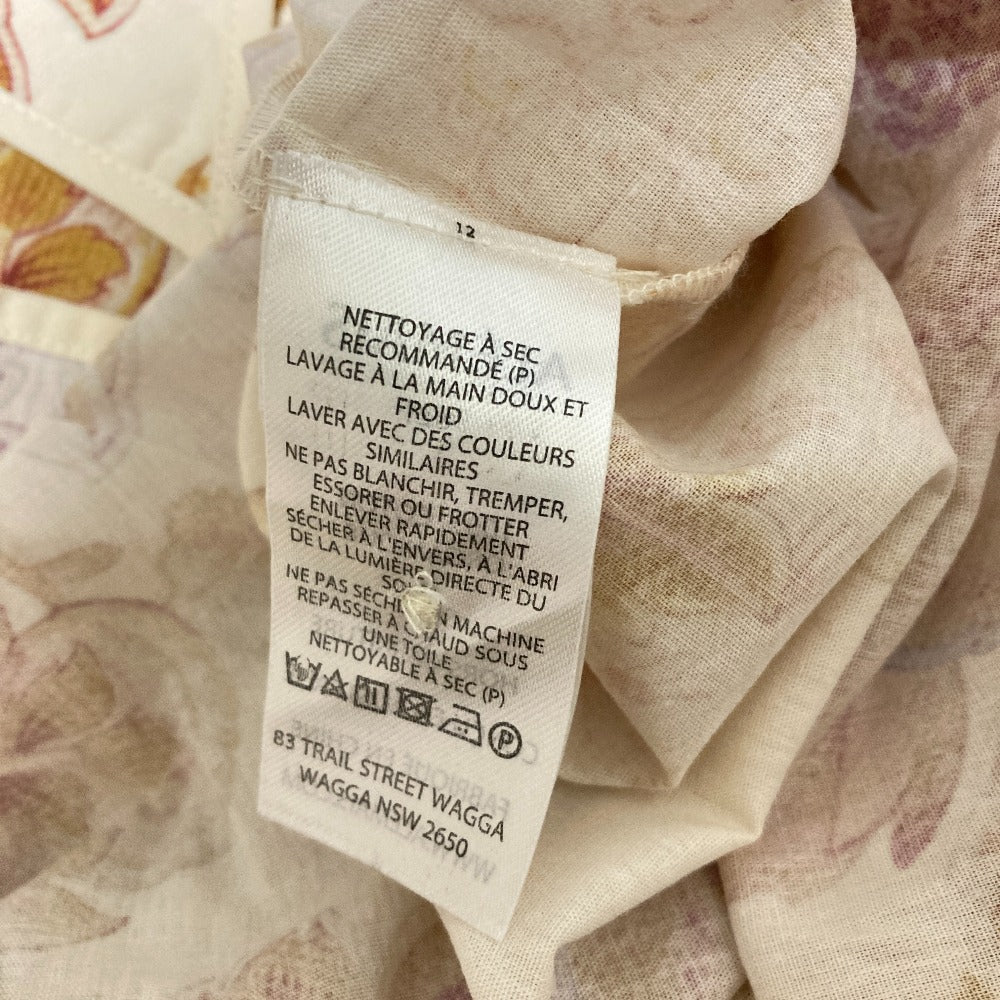 12
NETTOYAGE À SEC
RECOMMANDÉ (P)
LAVAGE À LA MAIN DOUX ET
FROID
LAVER AVEC DES COULEURS
SIMILAIRES
NE PAS BLANCHIR, TREMPER,
ESSORER OU FROTTER
ENLEVER RAPIDEMENT
SÉCHER À L'ENVERS, À L'ABRI
DE LA LUMIÈRE DIRECTE DU
NE PAS MACHINE
REPASSER À CHAUD SOUS
UNE TOILE
NETTOYABLE À SEC (P)
P
83 TRAIL STREET WAGGA
WAGGA NSW 2650